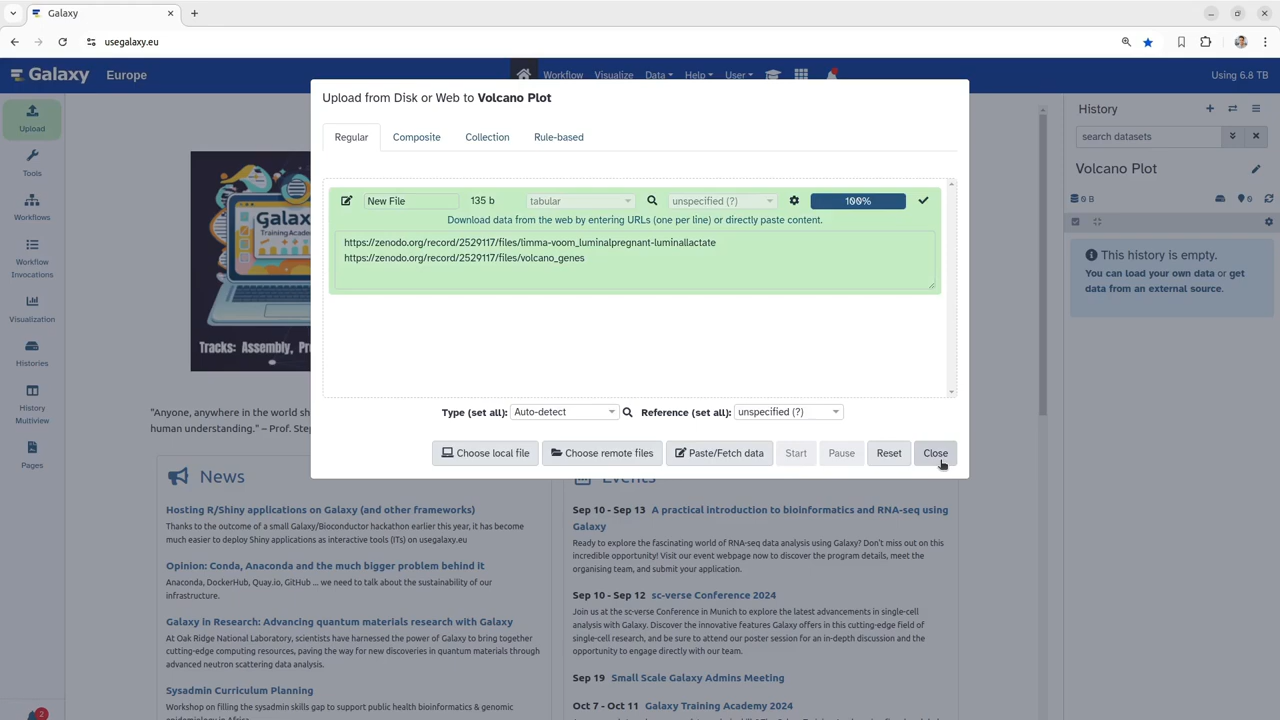 Galaxy
usegalaxy.eu
Galaxy Europe
Workflow Visualize Data Help User
Using 6.8 TB
Upload
Tools
Workflows
Workflow
Invocations
Visualization
Histories
History
Multiview
Pages
2
Upload from Disk or Web to Volcano Plot
Regular Composite Collection Rule-based
New File 135 b tabular unspecified (?) 100%
Download data from the web by entering URLs (one per line) or directly paste content.
https://zenodo.org/record/2529117/files/limma-voom_luminalpregnant-luminallactate
https://zenodo.org/record/2529117/files/volcano_genes
Type (set all): Auto-detect Reference (set all): unspecified (?)
Choose local file Choose remote files Paste/Fetch data Start Pause Reset Close
Galaxy
Tracks: Assembly,
"Anyone, anywhere in the world
human understanding." – Prof.
News
Hosting R/Shiny applications on Galaxy (and other frameworks)
Thanks to the outcome of a small Galaxy/Bioconductor hackathon earlier this year, it has become
much easier to deploy Shiny applications as interactive tools (ITs) on usegalaxy.eu
Opinion: Conda, Anaconda and the much bigger problem behind it
Anaconda, DockerHub, Quay.io, GitHub ... we need to talk about the sustainability of our
infrastructure.
Galaxy in Research: Advancing quantum materials research with Galaxy
At Oak Ridge National Laboratory, scientists have harnessed the power of Galaxy to bring together
cutting-edge computing resources, paving the way for new discoveries in quantum materials through
advanced neutron scattering data analysis.
Sysadmin Curriculum Planning
Workshop on filling the sysadmin skills gap to support public health bioinformatics & genomic
epidemiology in Africa
Events
Sep 10 - Sep 13 A practical introduction to bioinformatics and RNA-seq using
Galaxy
Ready to explore the fascinating world of RNA-seq data analysis using Galaxy? Don't miss out on this
incredible opportunity! Visit our event webpage now to discover the program details, meet the
organising team, and submit your application.
Sep 10 - Sep 12 sc-verse Conference 2024
Join us at the sc-verse Conference in Munich to explore the latest advancements in single-cell
analysis with Galaxy. Discover the innovative features Galaxy offers in this cutting-edge field of
single-cell research, and be sure to attend our poster session for an in-depth discussion and the
opportunity to engage directly with our team.
Sep 19 Small Scale Galaxy Admins Meeting
Oct 7 - Oct 11 Galaxy Training Academy 2024
History
search datasets
Volcano Plot
0 B 0
This history is empty.
You can load your own data or get
data from an external source.